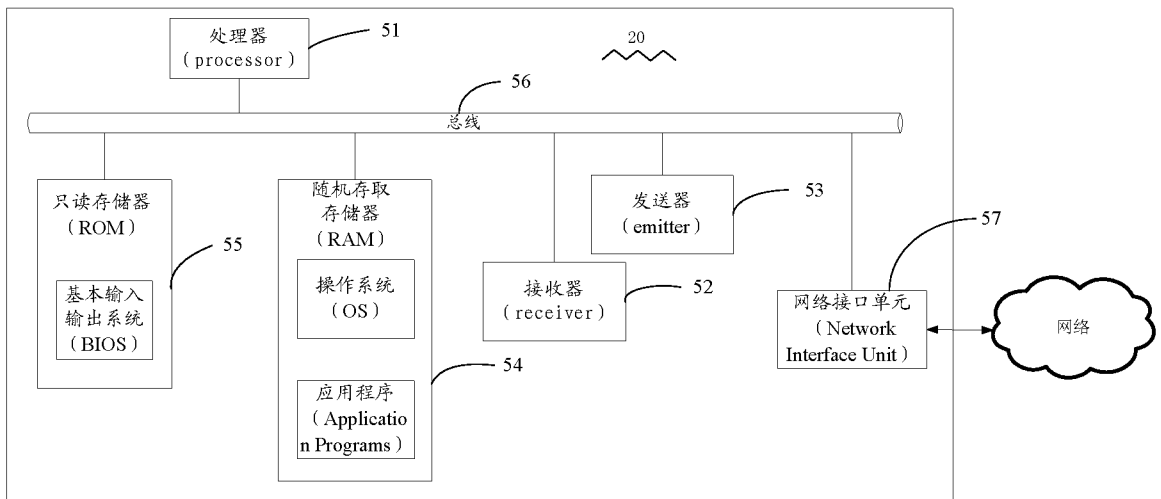 处理器
（processor）
51
20
56
总线
只读存储器
（ROM）
55
基本输入
输出系统
（BIOS）
随机存取
存储器
（RAM）
操作系统
（OS）
54
应用程序
（Applicatio
n Programs）
接收器
（receiver）
52
发送器
（emitter）
53
57
网络接口单元
（Network
Interface Unit）
网络